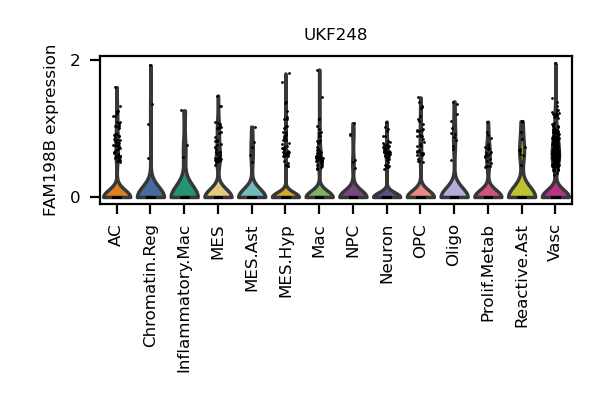 UKF248
FAM198B expression
2
0
AC
Chromatin.Reg
Inflammatory.Mac
MES
MES.Ast
MES.Hyp
Mac
NPC
Neuron
OPC
Oligo
Prolif.Metab
Reactive.Ast
Vasc